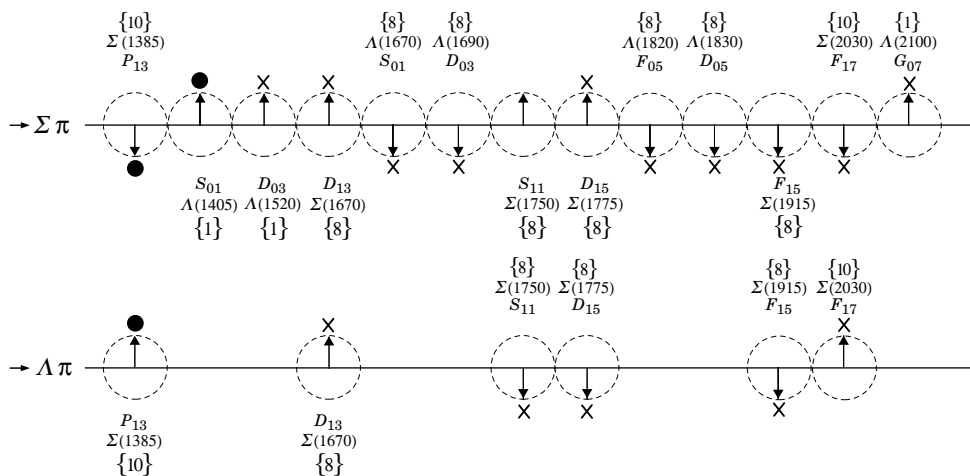 {10} {8} {8} {8} {8} {10} {1}
Σ(1385) Λ(1670) Λ(1690) Λ(1820) Λ(1830) Σ(2030) Λ(2100)
P₁₃ S₀₁ D₀₃ F₀₅ D₀₅ F₁₇ G₀₇
Σ π
S₀₁ D₀₃ D₁₃ S₁₁ D₁₅ F₁₅
Λ(1405) Λ(1520) Σ(1670) Σ(1750) Σ(1775) Σ(1915)
{1} {1} {8} {8} {8} {8}
{8} {8} {8} {10}
Σ(1750) Σ(1775) Σ(1915) Σ(2030)
S₁₁ D₁₅ F₁₅ F₁₇
Λ π
P₁₃ D₁₃
Σ(1385) Σ(1670)
{10} {8}